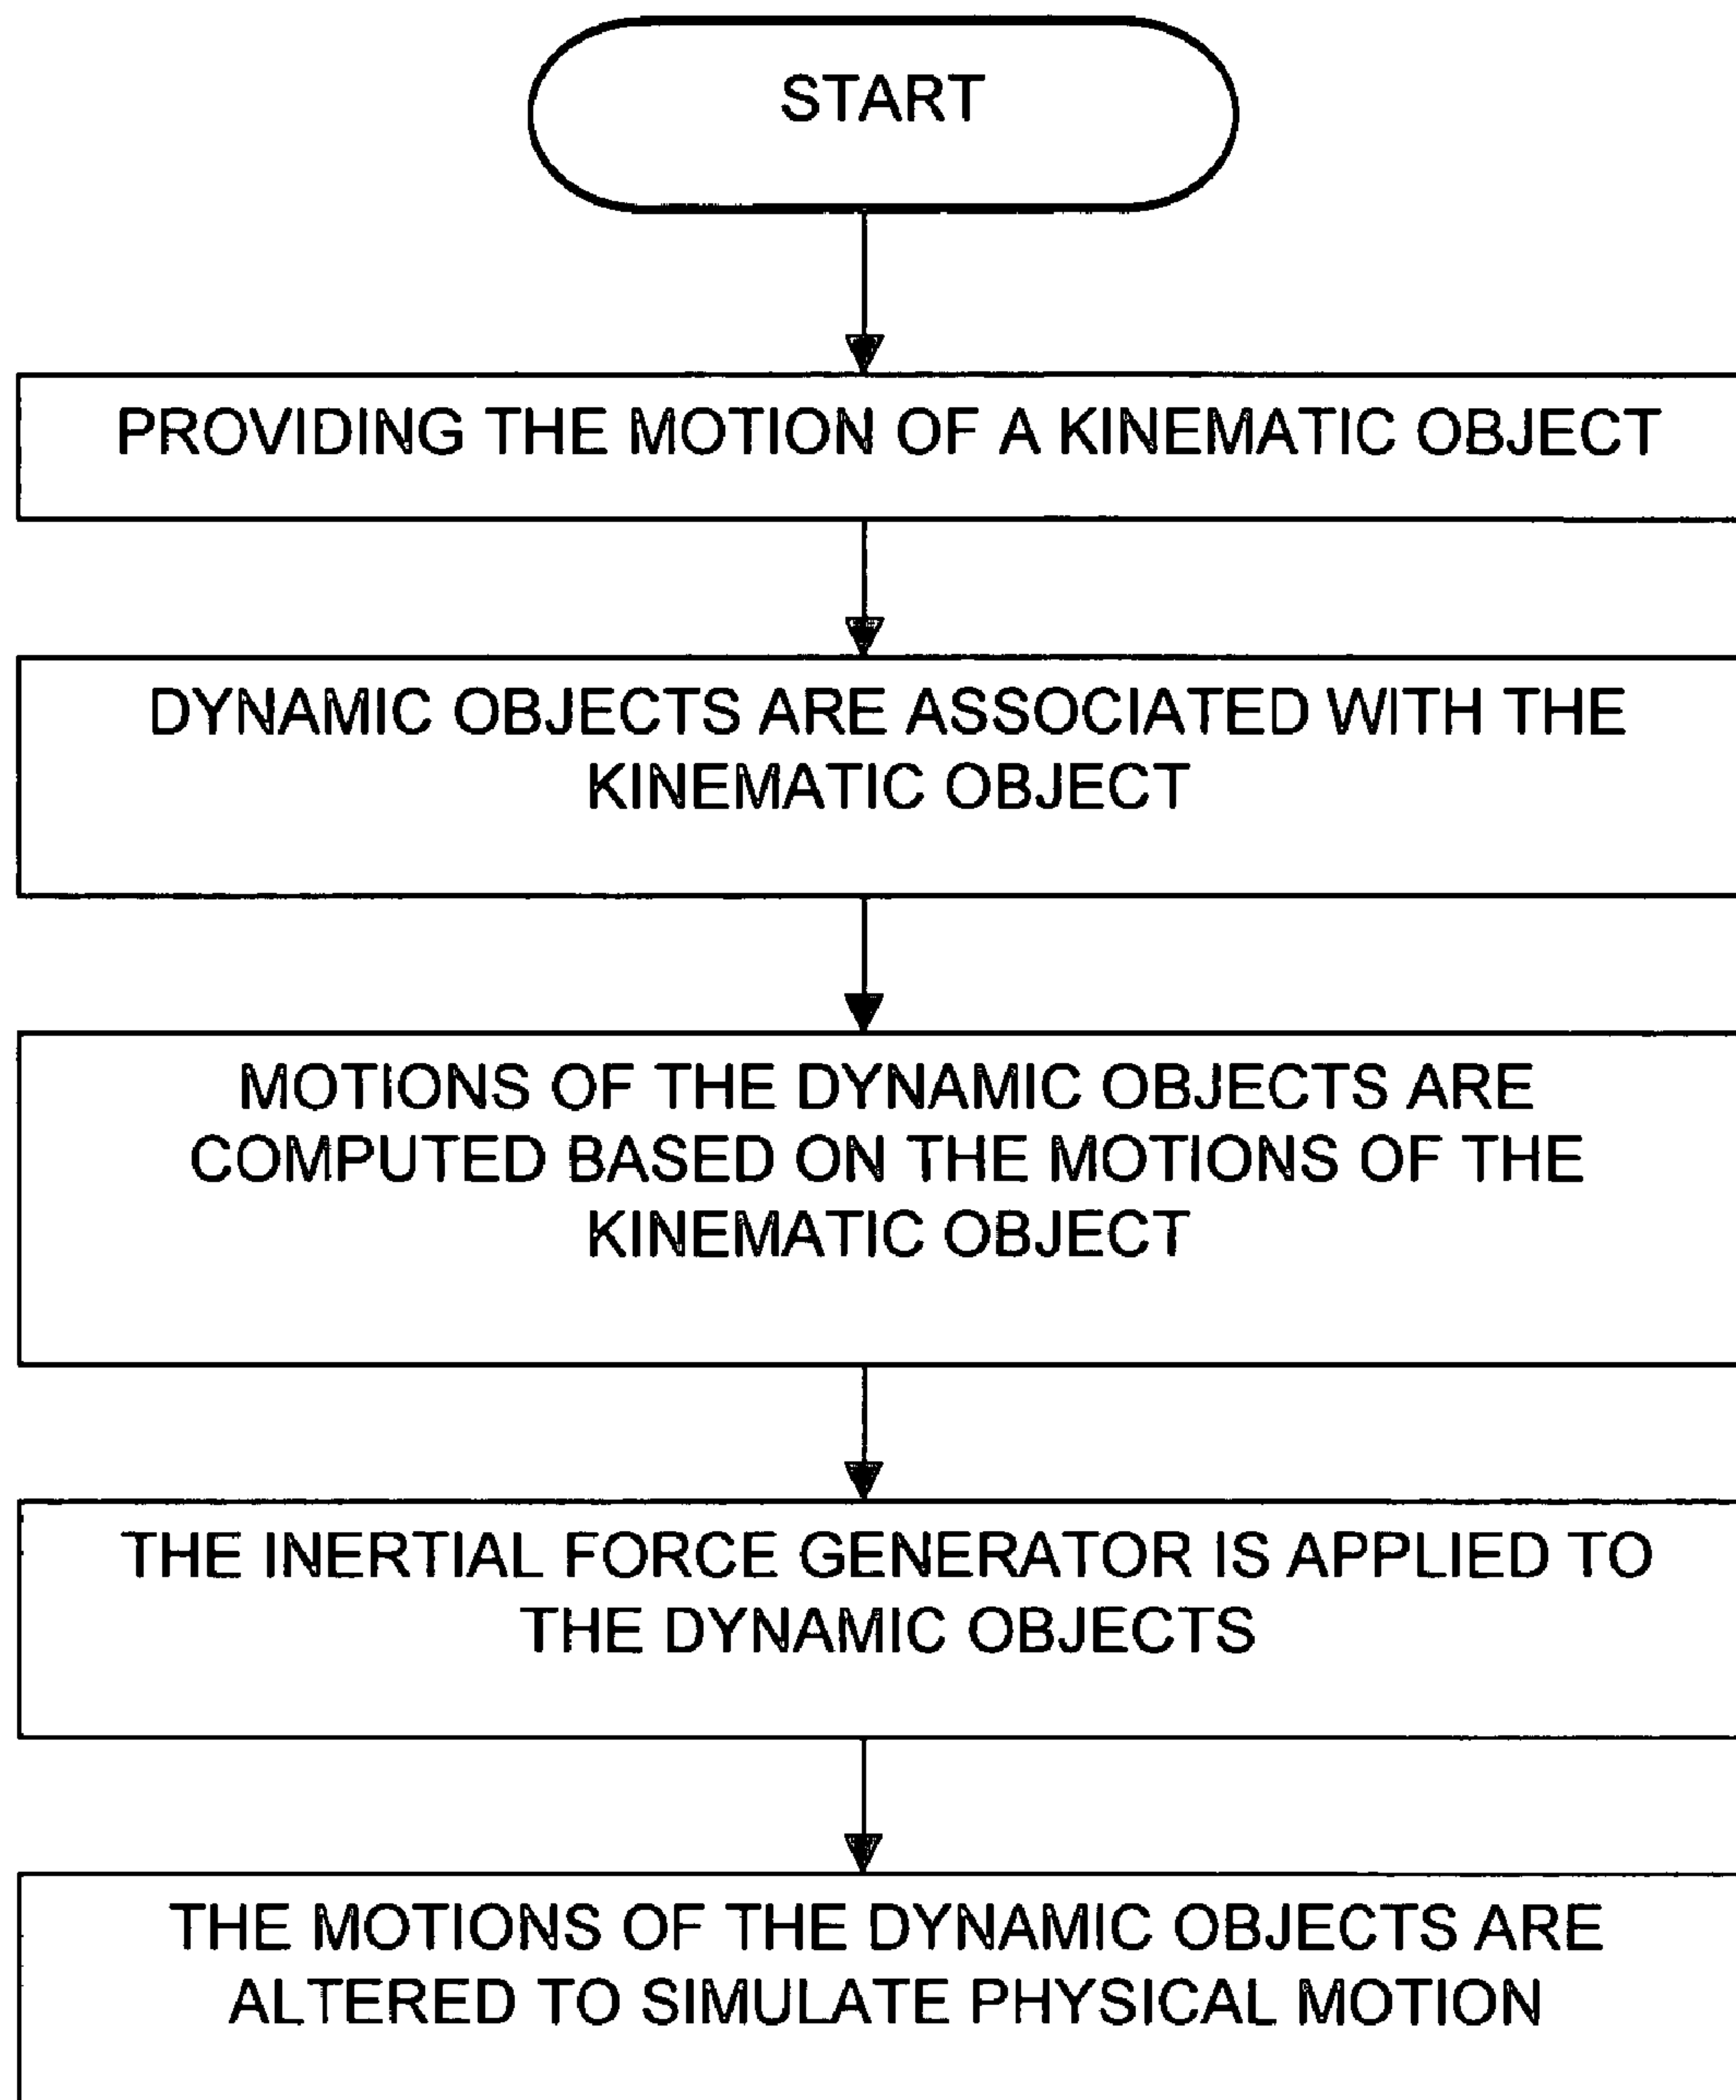 START
PROVIDING THE MOTION OF A KINEMATIC OBJECT
DYNAMIC OBJECTS ARE ASSOCIATED WITH THE
KINEMATIC OBJECT
MOTIONS OF THE DYNAMIC OBJECTS ARE
COMPUTED BASED ON THE MOTIONS OF THE
KINEMATIC OBJECT
THE INERTIAL FORCE GENERATOR IS APPLIED TO
THE DYNAMIC OBJECTS
THE MOTIONS OF THE DYNAMIC OBJECTS ARE
ALTERED TO SIMULATE PHYSICAL MOTION